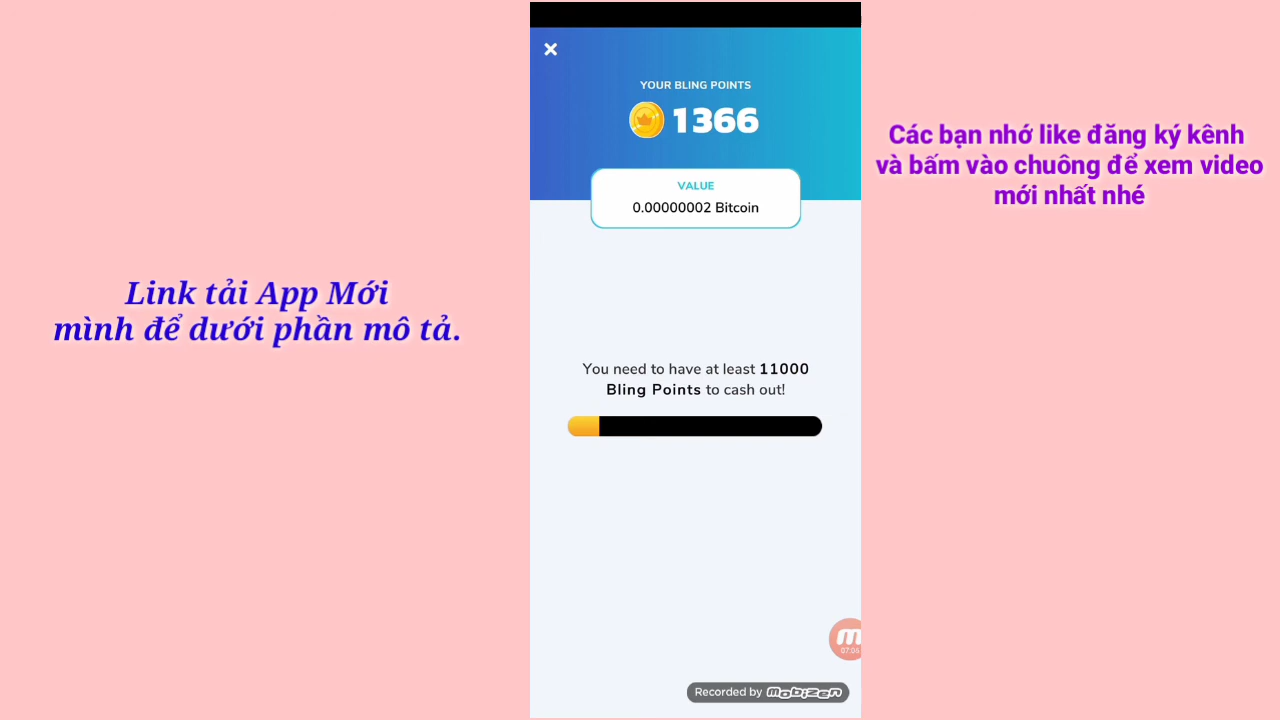 YOUR BLING POINTS
1366
VALUE
0.00000002 Bitcoin
Các bạn nhớ like đăng ký kênh
và bấm vào chuông để xem video
mới nhất nhé
Link tải App Mới
mình để dưới phần mô tả.
You need to have at least 11000
Bling Points to cash out!
07:06
Recorded by mobizen